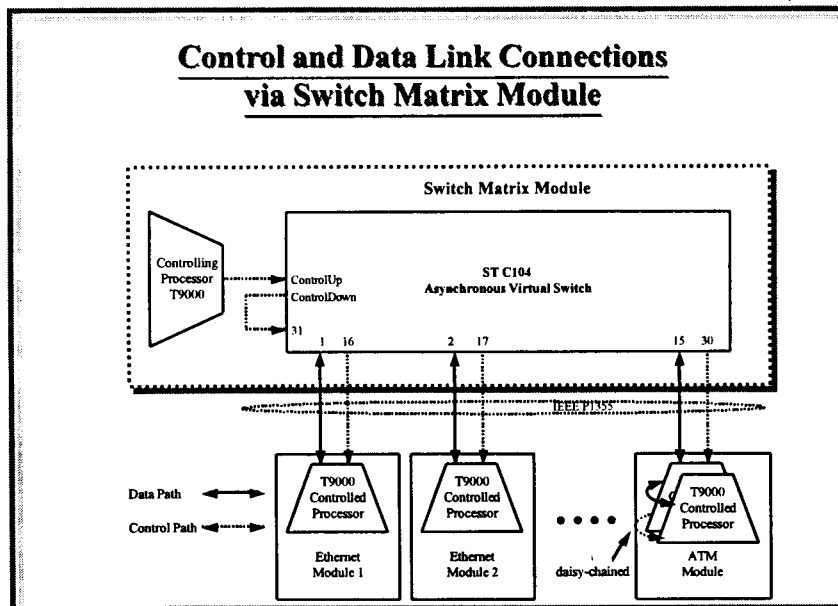 Control and Data Link Connections
via Switch Matrix Module
Switch Matrix Module
Controlling
Processor
T9000
ControlUp
ControlDown
31
ST C104
Asynchronous Virtual Switch
1 16 2 17 15 30
IEEE P1355
Data Path
Control Path
T9000
Controlled
Processor
Ethernet
Module 1
T9000
Controlled
Processor
Ethernet
Module 2
daisy-chained
T9000
Controlled
Processor
ATM
Module